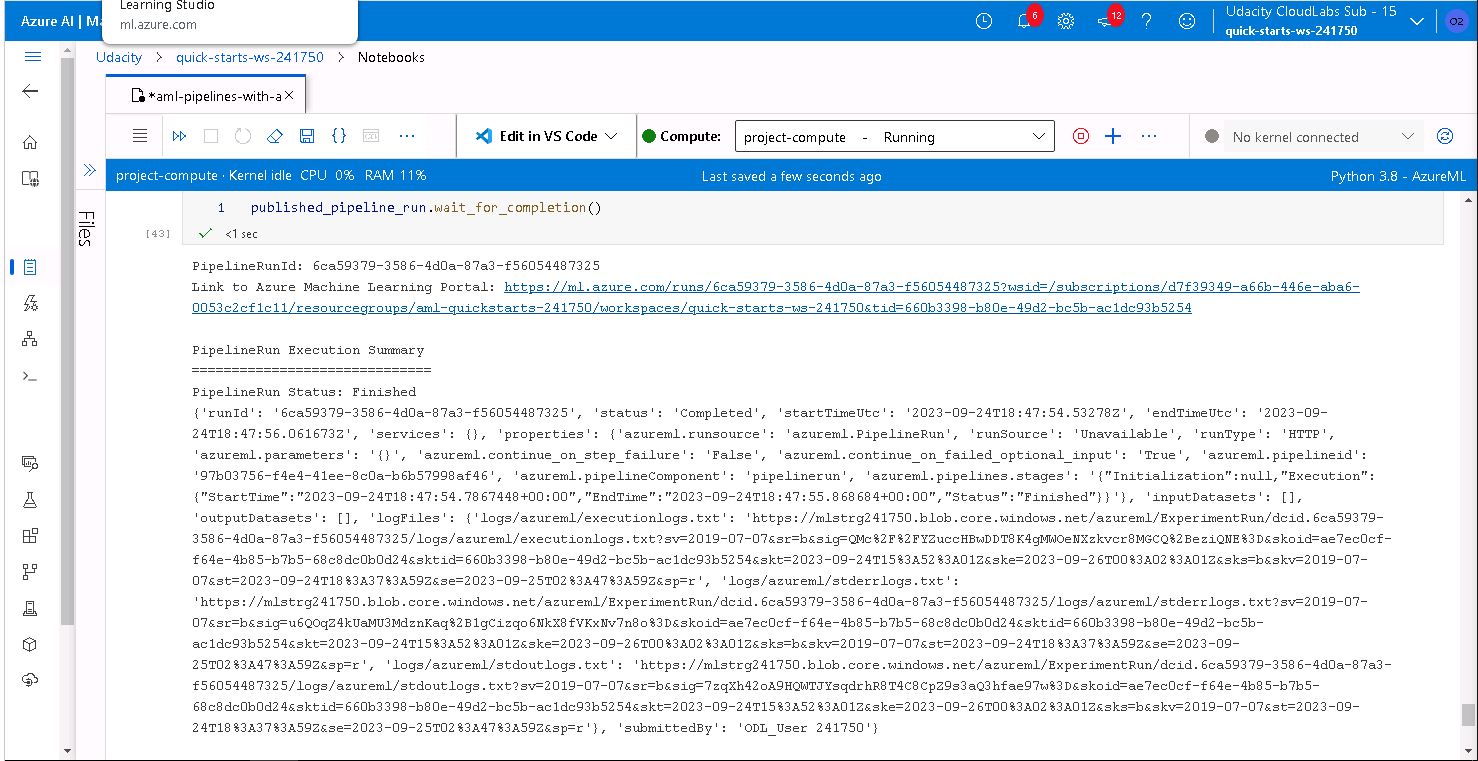 Learning Studio
ml.azure.com
Azure AI | Ma
6
12
Udacity CloudLabs Sub - 15
quick-starts-ws-241750
O2
Udacity > quick-starts-ws-241750 > Notebooks
*aml-pipelines-with-a
Edit in VS Code
Compute:
project-compute - Running
No kernel connected
project-compute · Kernel idle CPU 0% RAM 11%
Last saved a few seconds ago
Python 3.8 - AzureML
Files
1 published_pipeline_run.wait_for_completion()
[43]
<1 sec
PipelineRunId: 6ca59379-3586-4d0a-87a3-f56054487325
Link to Azure Machine Learning Portal: https://ml.azure.com/runs/6ca59379-3586-4d0a-87a3-f56054487325?wsid=/subscriptions/d7f39349-a66b-446e-aba6-
0053c2cf1c11/resourcegroups/aml-quickstarts-241750/workspaces/quick-starts-ws-241750&tid=660b3398-b80e-49d2-bc5b-ac1dc93b5254
PipelineRun Execution Summary
==============================
PipelineRun Status: Finished
{'runId': '6ca59379-3586-4d0a-87a3-f56054487325', 'status': 'Completed', 'startTimeUtc': '2023-09-24T18:47:54.53278Z', 'endTimeUtc': '2023-09-
24T18:47:56.061673Z', 'services': {}, 'properties': {'azureml.runsource': 'azureml.PipelineRun', 'runSource': 'Unavailable', 'runType': 'HTTP',
'azureml.parameters': '{}', 'azureml.continue_on_step_failure': 'False', 'azureml.continue_on_failed_optional_input': 'True', 'azureml.pipelineid':
'97b03756-f4e4-41ee-8c0a-b6b57998af46', 'azureml.pipelineComponent': 'pipelinerun', 'azureml.pipelines.stages': '{"Initialization":null,"Execution":
{"StartTime":"2023-09-24T18:47:54.7867448+00:00","EndTime":"2023-09-24T18:47:55.868684+00:00","Status":"Finished"}}'}, 'inputDatasets': [],
'outputDatasets': [], 'logFiles': {'logs/azureml/executionlogs.txt': 'https://mlstrg241750.blob.core.windows.net/azureml/ExperimentRun/dcid.6ca59379-
3586-4d0a-87a3-f56054487325/logs/azureml/executionlogs.txt?sv=2019-07-07&sr=b&sig=QMc%2F%2FYZuccHBwDDT8K4gMWOeNXzkvcr8MGCQ%2BeziQNE%3D&skoid=ae7ec0cf-
f64e-4b85-b7b5-68c8dc0b0d24&sktid=660b3398-b80e-49d2-bc5b-ac1dc93b5254&skt=2023-09-24T15%3A52%3A01Z&ske=2023-09-26T00%3A02%3A01Z&sks=b&skv=2019-07-
07&st=2023-09-24T18%3A37%3A59Z&se=2023-09-25T02%3A47%3A59Z&sp=r', 'logs/azureml/stderrlogs.txt':
'https://mlstrg241750.blob.core.windows.net/azureml/ExperimentRun/dcid.6ca59379-3586-4d0a-87a3-f56054487325/logs/azureml/stderrlogs.txt?sv=2019-07-
07&sr=b&sig=u6QOqZ4kUaMU3MdznKaq%2B1gCizqo6NkX8fVKxNv7n8o%3D&skoid=ae7ec0cf-f64e-4b85-b7b5-68c8dc0b0d24&sktid=660b3398-b80e-49d2-bc5b-
ac1dc93b5254&skt=2023-09-24T15%3A52%3A01Z&ske=2023-09-26T00%3A02%3A01Z&sks=b&skv=2019-07-07&st=2023-09-24T18%3A37%3A59Z&se=2023-09-
25T02%3A47%3A59Z&sp=r', 'logs/azureml/stdoutlogs.txt': 'https://mlstrg241750.blob.core.windows.net/azureml/ExperimentRun/dcid.6ca59379-3586-4d0a-87a3-
f56054487325/logs/azureml/stdoutlogs.txt?sv=2019-07-07&sr=b&sig=7zqXh42oA9HQWTJYsqdrhR8T4C8CpZ9s3aQ3hfae97w%3D&skoid=ae7ec0cf-f64e-4b85-b7b5-
68c8dc0b0d24&sktid=660b3398-b80e-49d2-bc5b-ac1dc93b5254&skt=2023-09-24T15%3A52%3A01Z&ske=2023-09-26T00%3A02%3A01Z&sks=b&skv=2019-07-07&st=2023-09-
24T18%3A37%3A59Z&se=2023-09-25T02%3A47%3A59Z&sp=r'}, 'submittedBy': 'ODL_User 241750'}